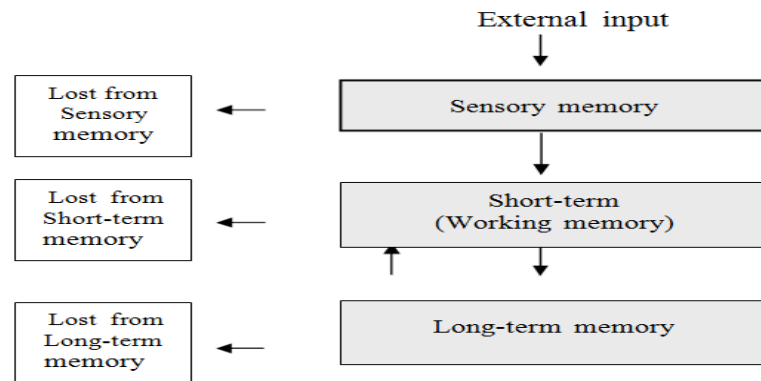 External input
Lost from
Sensory
memory
Sensory memory
Lost from
Short-term
memory
Short-term
(Working memory)
Lost from
Long-term
memory
Long-term memory